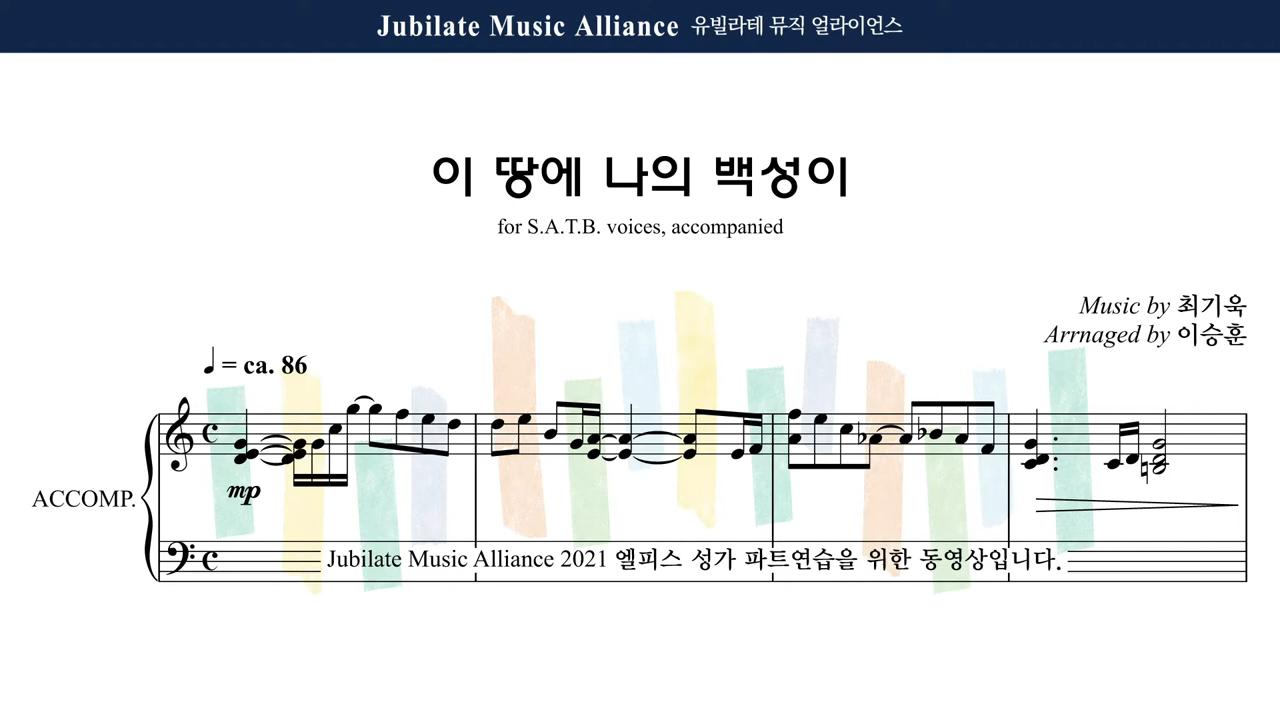 Jubilate Music Alliance 유빌라테 뮤직 얼라이언스
이 땅에 나의 백성이
for S.A.T.B. voices, accompanied
Music by 최기욱
Arrnaged by 이승훈
♩ = ca. 86
mp
ACCOMP.
Jubilate Music Alliance 2021 엘피스 성가 파트연습을 위한 동영상입니다.